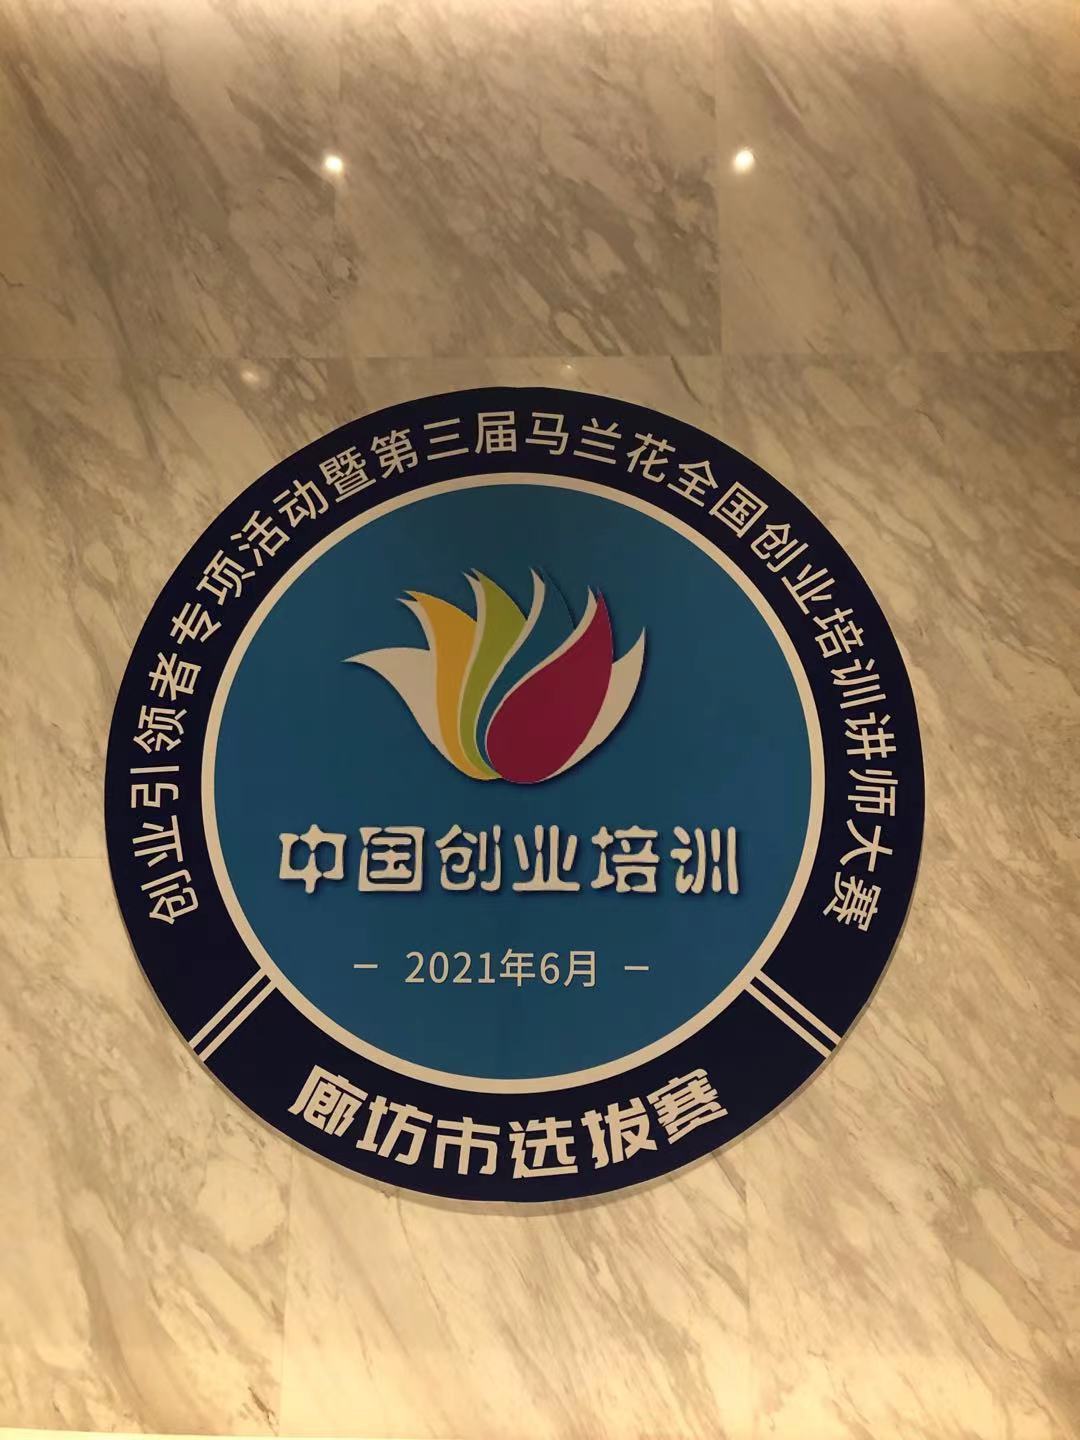 创业引领者专项活动暨第三届马兰花全国创业培训讲师大赛
中国创业培训
- 2021年6月 -
廊坊市选拔赛